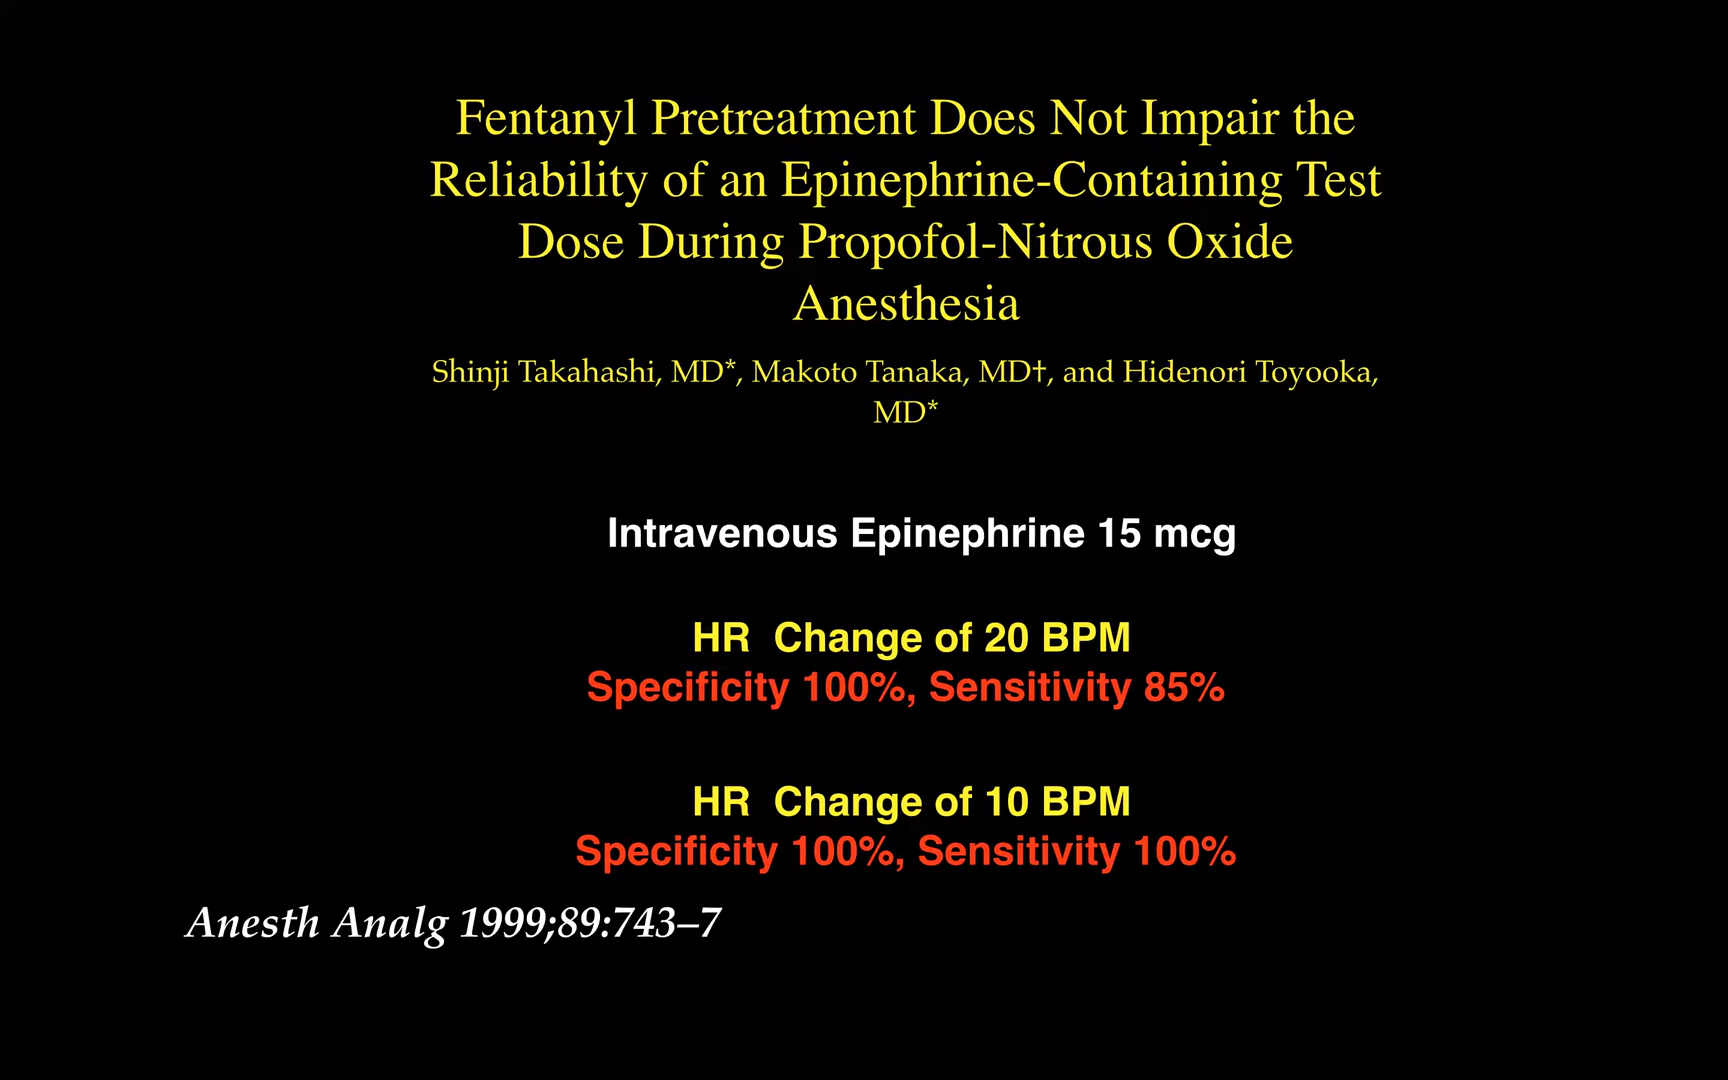 Fentanyl Pretreatment Does Not Impair the
Reliability of an Epinephrine-Containing Test
Dose During Propofol-Nitrous Oxide
Anesthesia
Shinji Takahashi, MD*, Makoto Tanaka, MD†, and Hidenori Toyooka,
MD*
Intravenous Epinephrine 15 mcg
HR  Change of 20 BPM
Specificity 100%, Sensitivity 85%
HR  Change of 10 BPM
Specificity 100%, Sensitivity 100%
Anesth Analg 1999;89:743–7